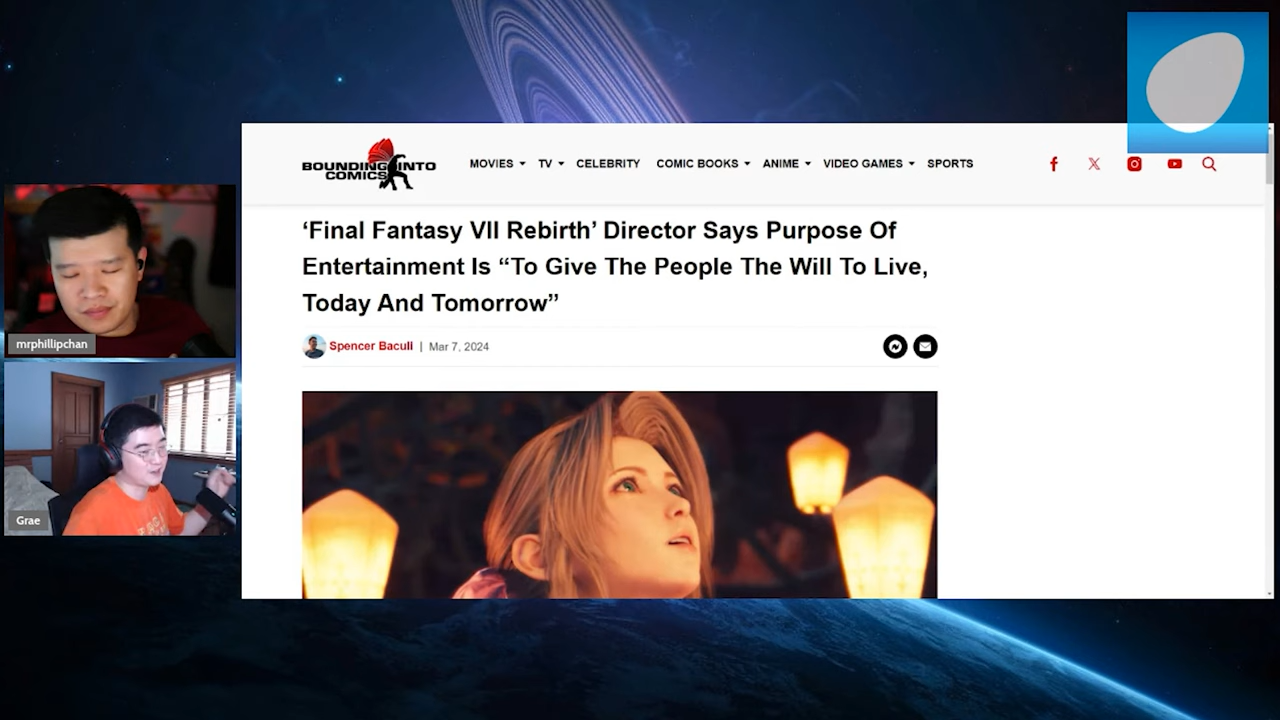 BOUNDING INTO
COMICS
MOVIES TV CELEBRITY COMIC BOOKS ANIME VIDEO GAMES SPORTS
‘Final Fantasy VII Rebirth’ Director Says Purpose Of
Entertainment Is “To Give The People The Will To Live,
Today And Tomorrow”
Spencer Baculi | Mar 7, 2024
mrphillipchan
Grae